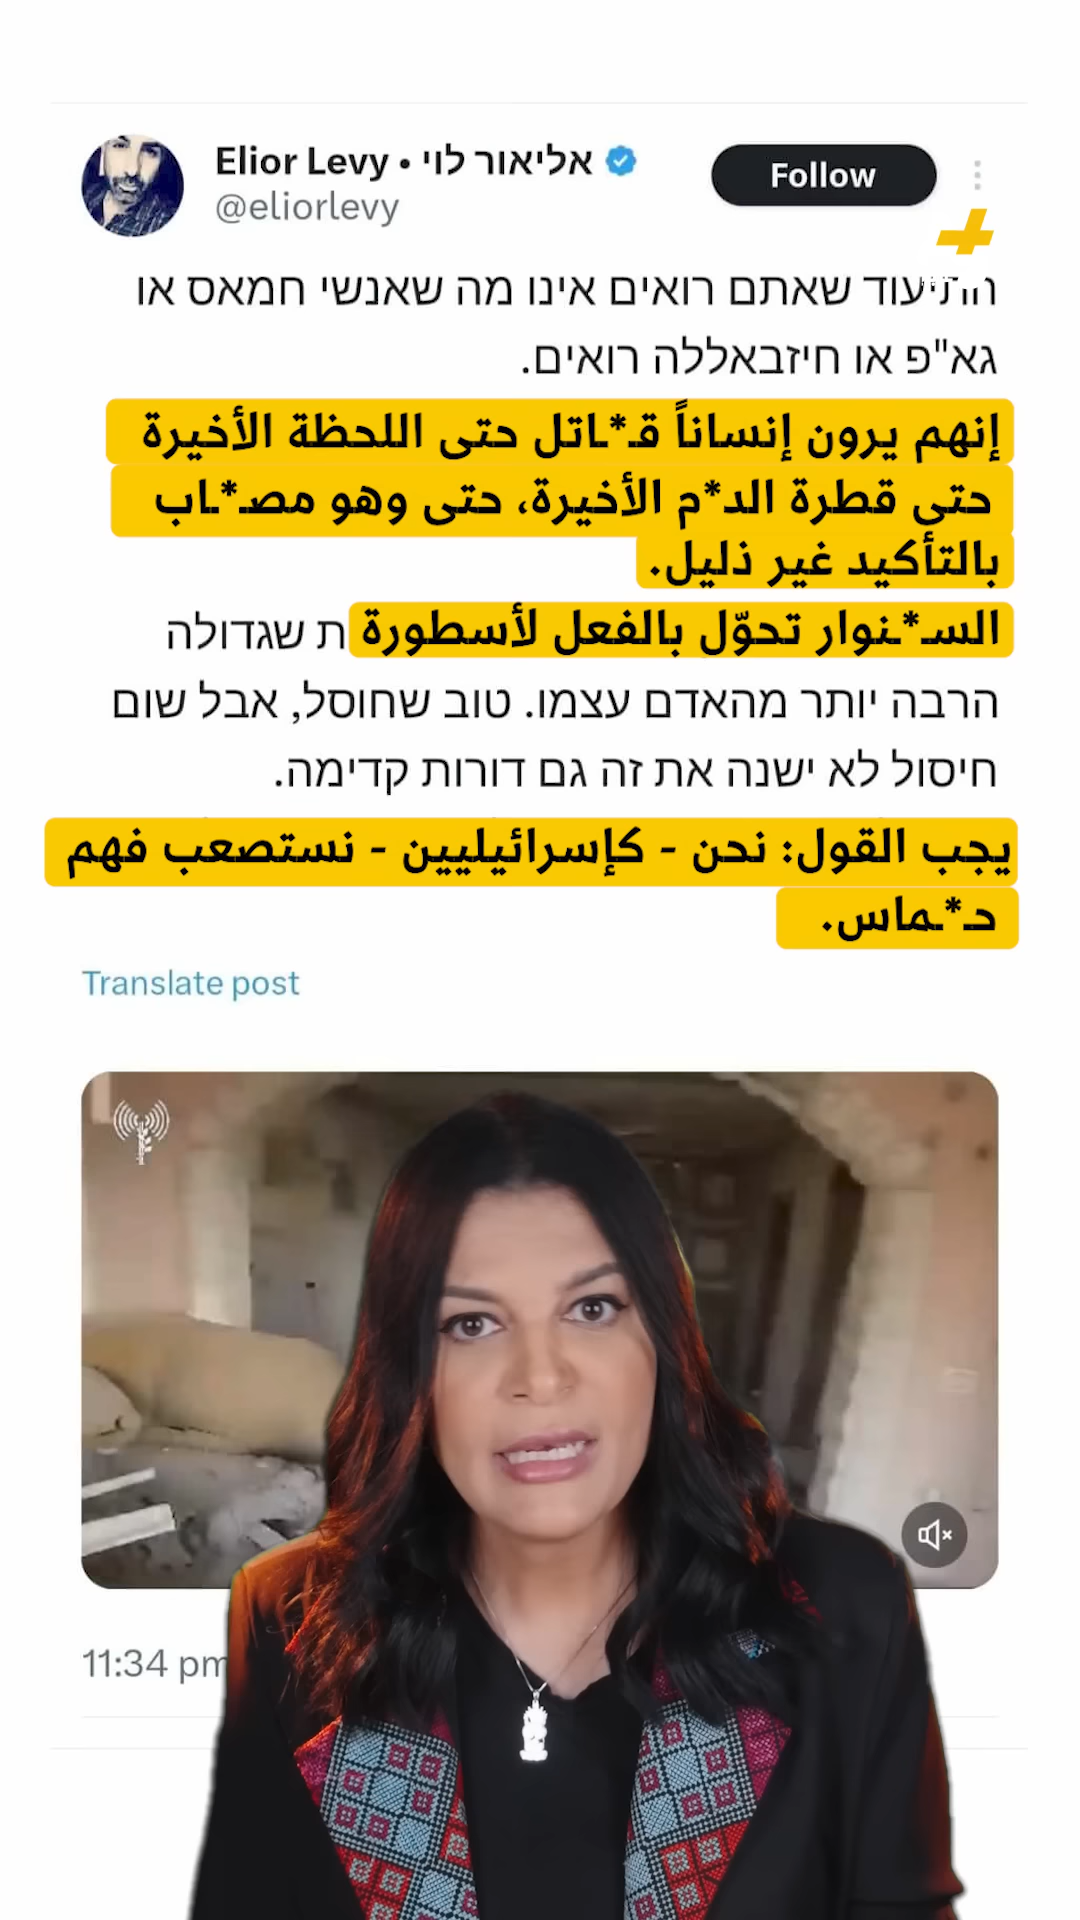 Elior Levy • אליאור לוי
Follow
@eliorlevy
התיעוד שאתם רואים אינו מה שאנשי חמאס או
גא"פ או חיזבאללה רואים.
إنهم يرون إنساناً قـ*ـاتل حتى اللحظة الأخيرة
حتى قطرة الد*م الأخيرة، حتى وهو مصـ*ـاب
بالتأكيد غير ذليل.
السـ*ـنوار تحوّل بالفعل لأسطورة ת שגדולה
הרבה יותר מהאדם עצמו. טוב שחוסל, אבל שום
חיסול לא ישנה את זה גם דורות קדימה.
يجب القول: نحن - كإسرائيليين - نستصعب فهم
حـ*ـماس.
Translate post
11:34 pm